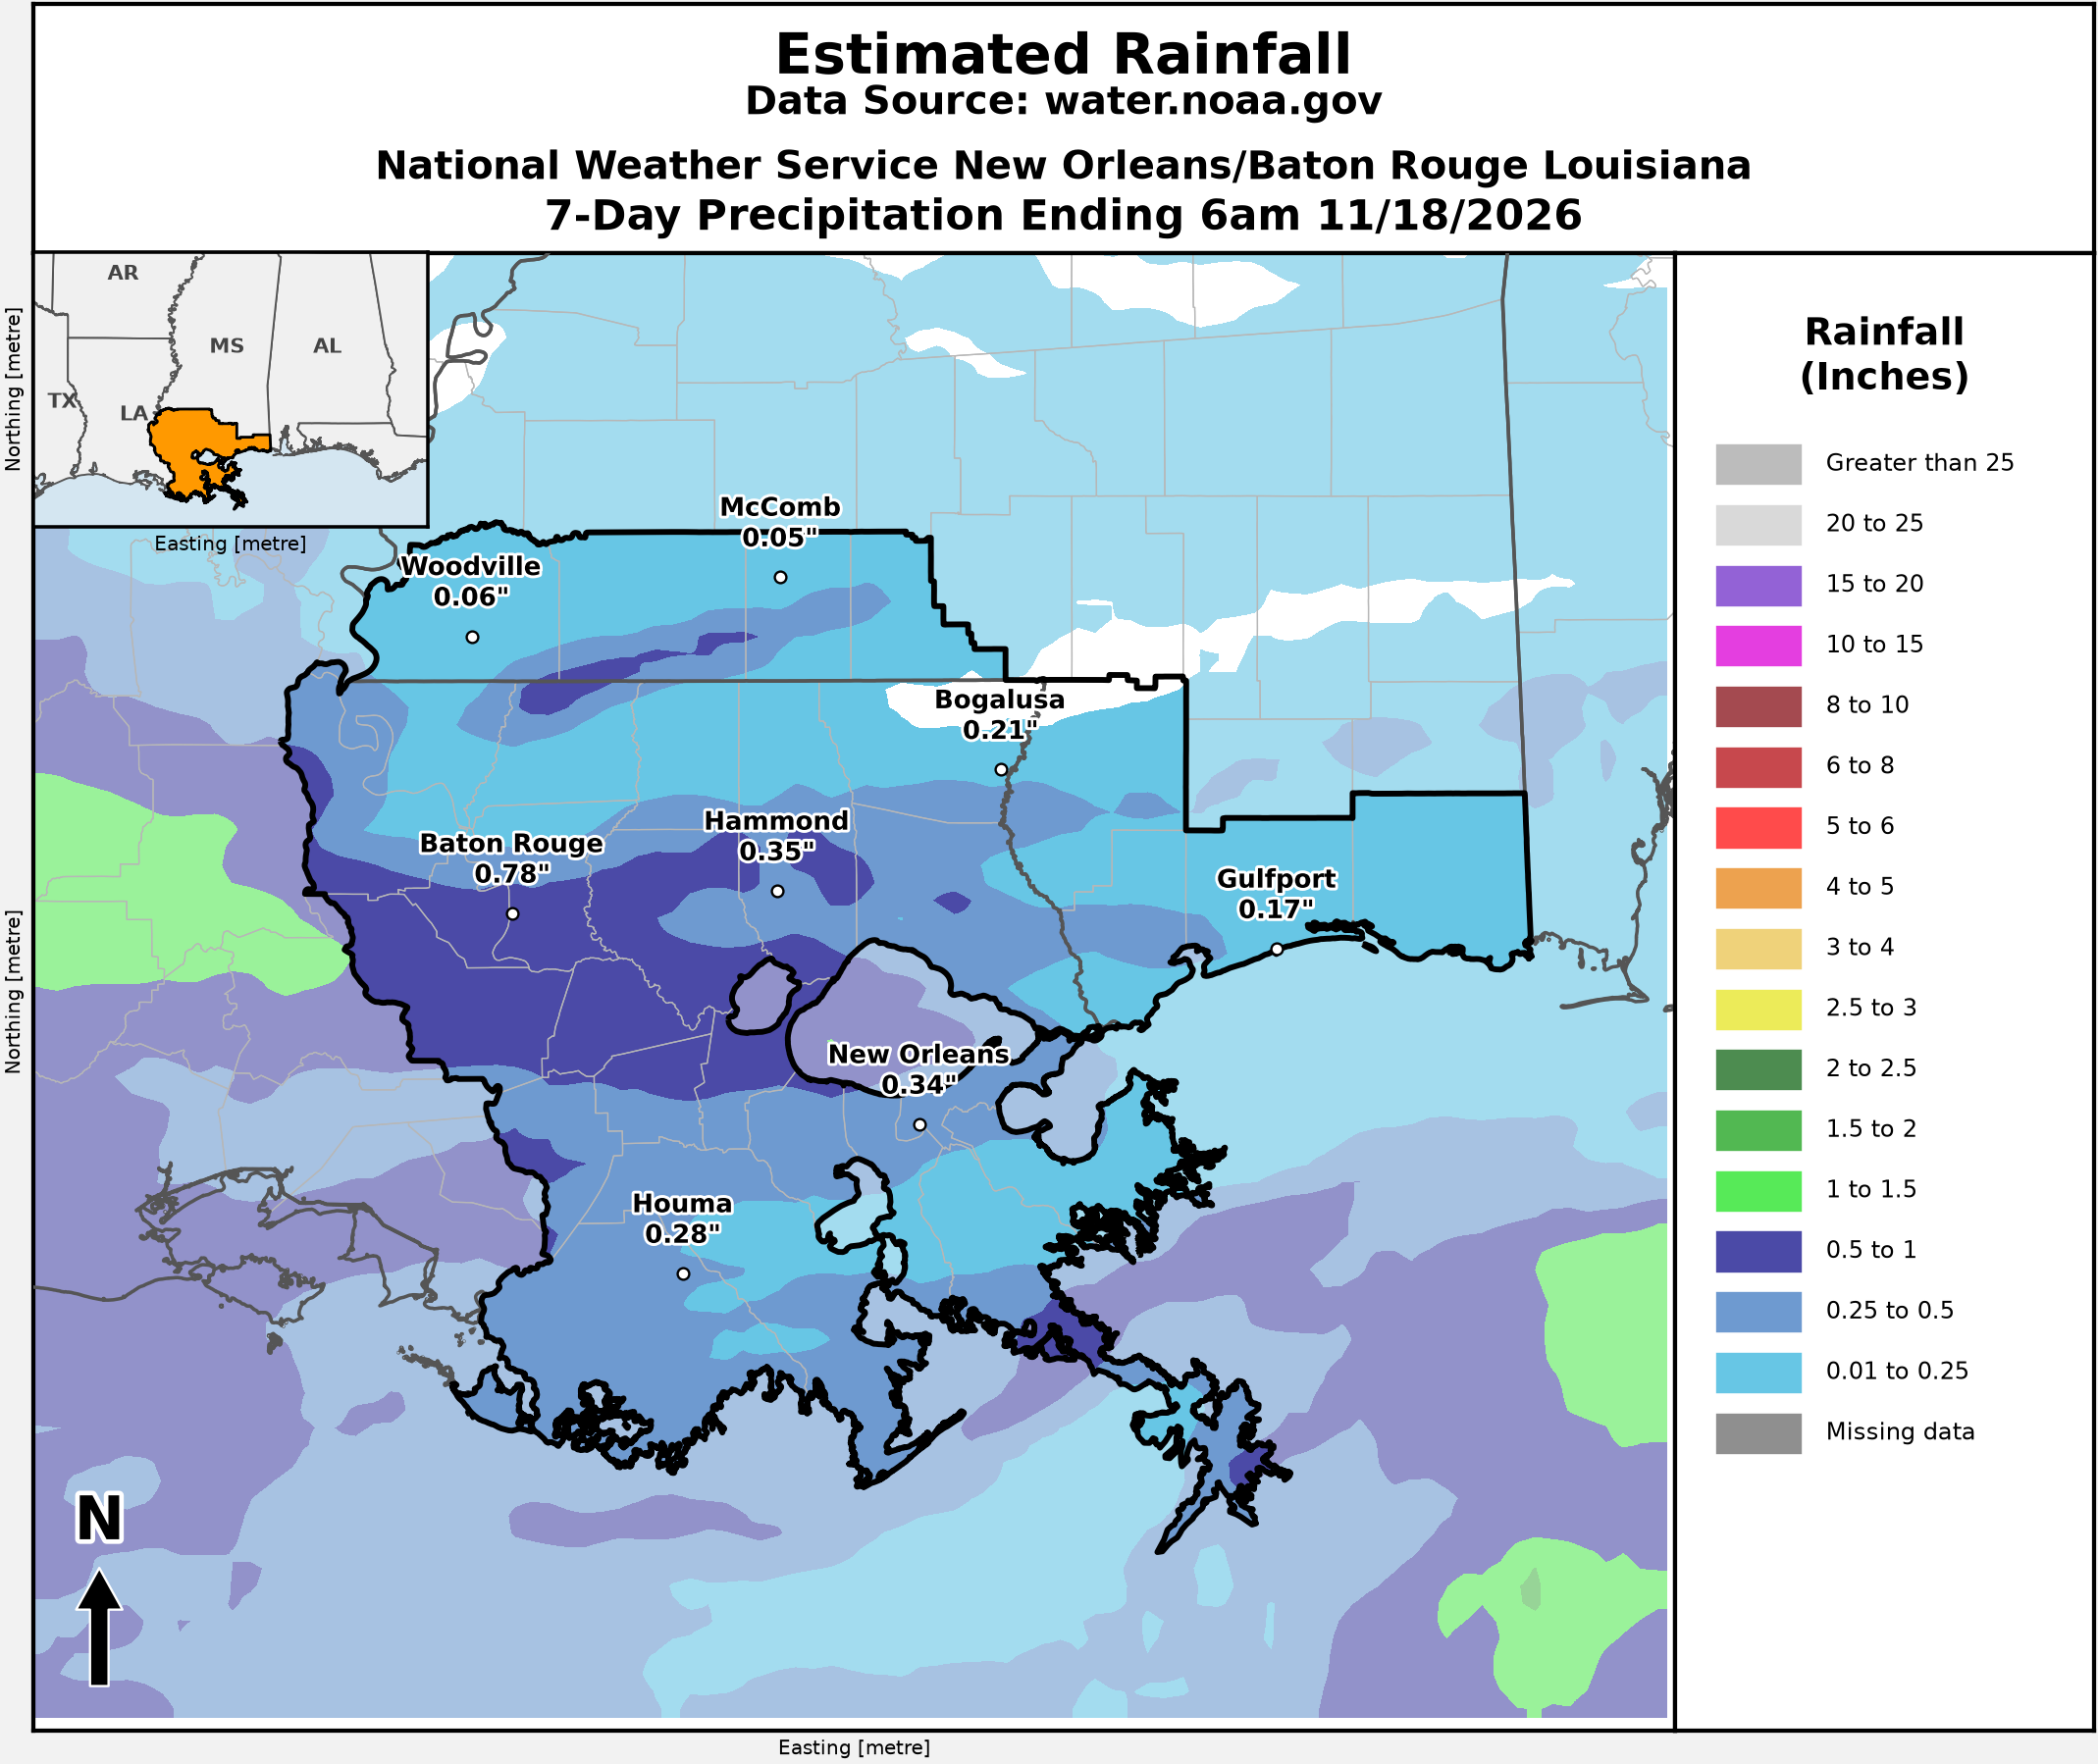 Estimated Rainfall
Data Source: water.noaa.gov
National Weather Service New Orleans/Baton Rouge Louisiana
7-Day Precipitation Ending 6am 11/18/2026
Northing [metre]
AR
MS
AL
TX
LA
Easting [metre]
McComb
0.05"
Woodville
0.06"
Bogalusa
0.21"
Hammond
0.35"
Baton Rouge
0.78"
Gulfport
0.17"
New Orleans
0.34"
Houma
0.28"
N
Northing [metre]
Easting [metre]
Rainfall
(Inches)
Greater than 25
20 to 25
15 to 20
10 to 15
8 to 10
6 to 8
5 to 6
4 to 5
3 to 4
2.5 to 3
2 to 2.5
1.5 to 2
1 to 1.5
0.5 to 1
0.25 to 0.5
0.01 to 0.25
Missing data